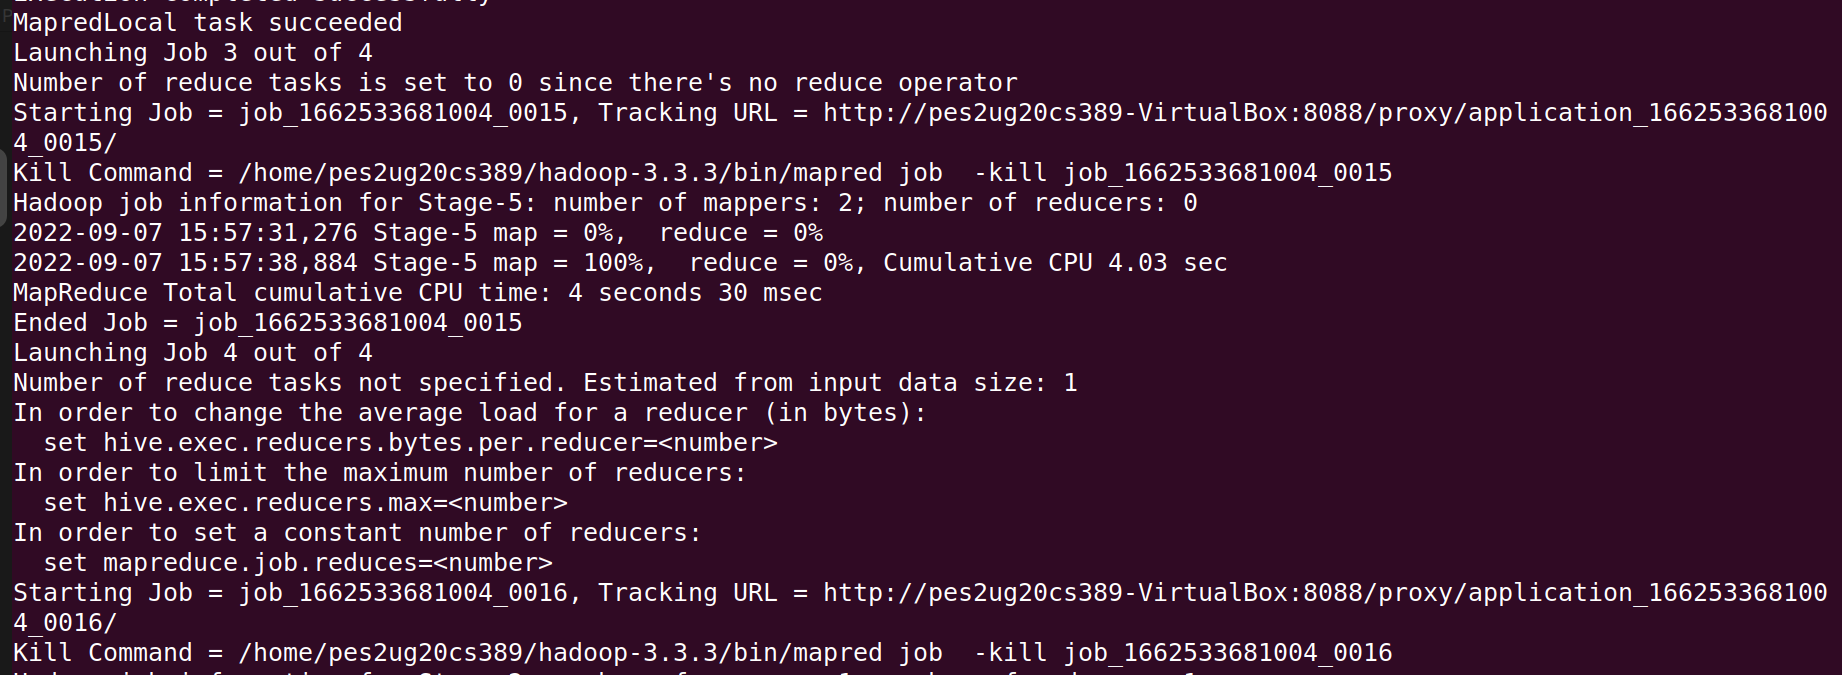 Execution completed successfully
MapredLocal task succeeded
Launching Job 3 out of 4
Number of reduce tasks is set to 0 since there's no reduce operator
Starting Job = job_1662533681004_0015, Tracking URL = http://pes2ug20cs389-VirtualBox:8088/proxy/application_166253368100
4_0015/
Kill Command = /home/pes2ug20cs389/hadoop-3.3.3/bin/mapred job  -kill job_1662533681004_0015
Hadoop job information for Stage-5: number of mappers: 2; number of reducers: 0
2022-09-07 15:57:31,276 Stage-5 map = 0%,  reduce = 0%
2022-09-07 15:57:38,884 Stage-5 map = 100%,  reduce = 0%, Cumulative CPU 4.03 sec
MapReduce Total cumulative CPU time: 4 seconds 30 msec
Ended Job = job_1662533681004_0015
Launching Job 4 out of 4
Number of reduce tasks not specified. Estimated from input data size: 1
In order to change the average load for a reducer (in bytes):
  set hive.exec.reducers.bytes.per.reducer=<number>
In order to limit the maximum number of reducers:
  set hive.exec.reducers.max=<number>
In order to set a constant number of reducers:
  set mapreduce.job.reduces=<number>
Starting Job = job_1662533681004_0016, Tracking URL = http://pes2ug20cs389-VirtualBox:8088/proxy/application_166253368100
4_0016/
Kill Command = /home/pes2ug20cs389/hadoop-3.3.3/bin/mapred job  -kill job_1662533681004_0016